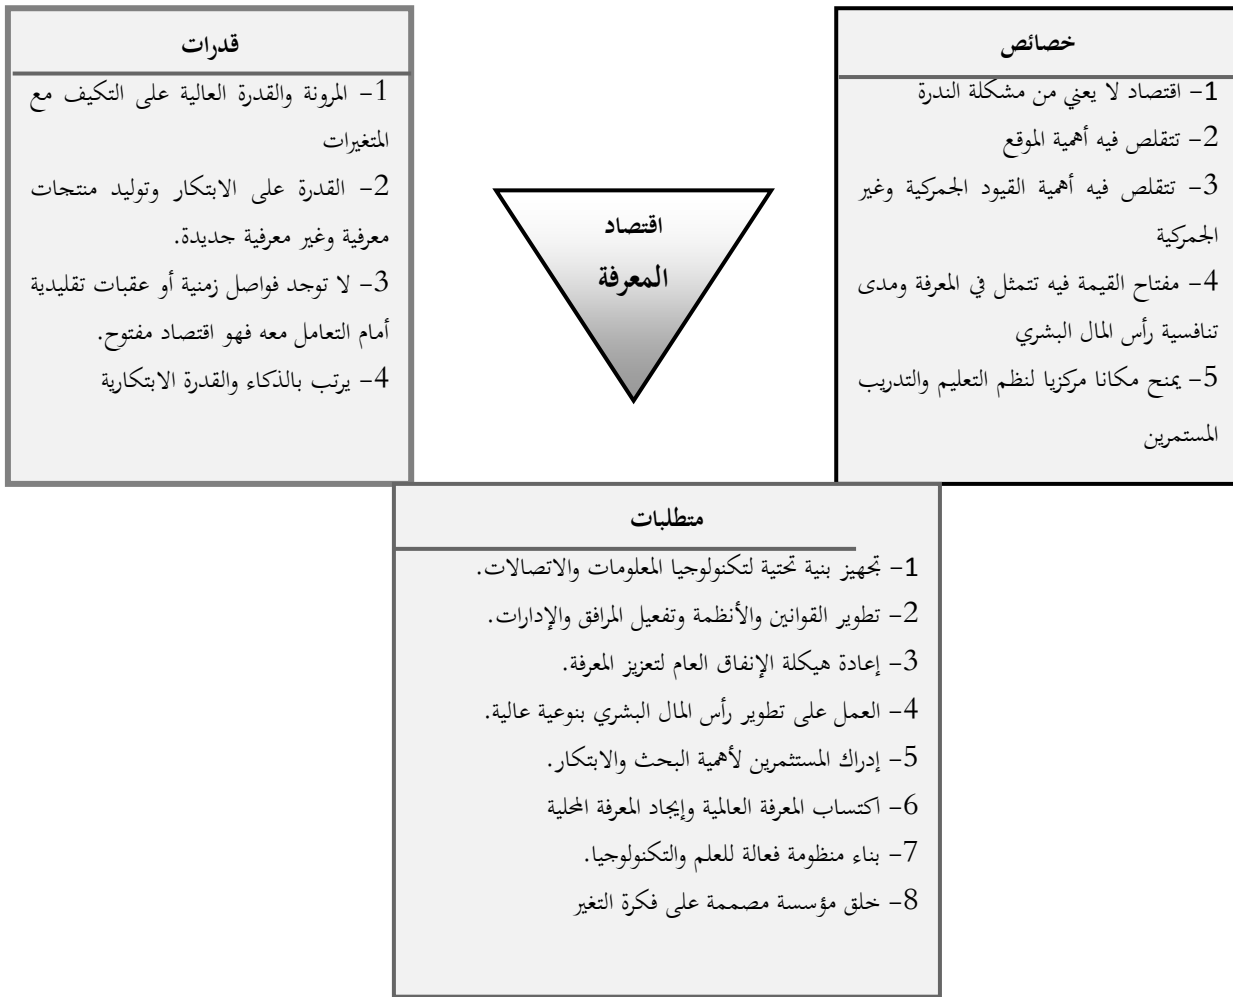 خصائص
1- اقتصاد لا يعني من مشكلة الندرة
2- تتقلص فيه أهمية الموقع
3- تتقلص فيه أهمية القيود الجمركية وغير
الجمركية
4- مفتاح القيمة فيه تتمثل في المعرفة ومدى
تنافسية رأس المال البشري
5- يمنح مكانا مركزيا لنظم التعليم والتدريب
المستمرين
اقتصاد
المعرفة
قدرات
1- المرونة والقدرة العالية على التكيف مع
المتغيرات
2- القدرة على الابتكار وتوليد منتجات
معرفية وغير معرفية جديدة.
3- لا توجد فواصل زمنية أو عقبات تقليدية
أمام التعامل معه فهو اقتصاد مفتوح.
4- يرتب بالذكاء والقدرة الابتكارية
متطلبات
1- تجهيز بنية تحتية لتكنولوجيا المعلومات والاتصالات.
2- تطوير القوانين والأنظمة وتفعيل المرافق والإدارات.
3- إعادة هيكلة الإنفاق العام لتعزيز المعرفة.
4- العمل على تطوير رأس المال البشري بنوعية عالية.
5- إدراك المستثمرين لأهمية البحث والابتكار.
6- اكتساب المعرفة العالمية وإيجاد المعرفة المحلية
7- بناء منظومة فعالة للعلم والتكنولوجيا.
8- خلق مؤسسة مصممة على فكرة التغير